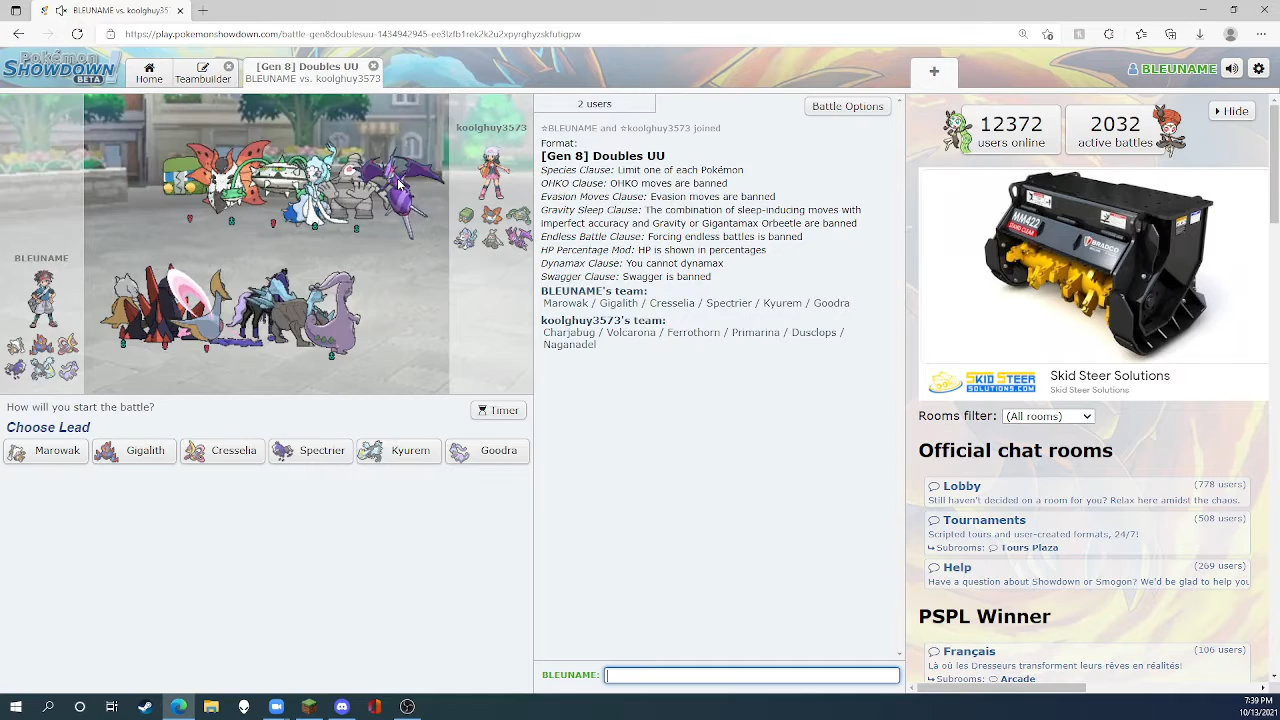 BLEUNAME vs. koolghuy35
https://play.pokemonshowdown.com/battle-gen8doublesuu-1434942945-ee3lzfb1rek2k2u2xpyrghyzskfutigpw
Pokémon
SHOWDOWN
BETA
Home
Teambuilder
[Gen 8] Doubles UU
BLEUNAME vs. koolghuy3573
BLEUNAME
koolghuy3573
BLEUNAME
How will you start the battle?
Timer
Choose Lead
Marowak
Gigalith
Cresselia
Spectrier
Kyurem
Goodra
2 users
Battle Options
☆BLEUNAME and ☆koolghuy3573 joined
Format:
[Gen 8] Doubles UU
Species Clause: Limit one of each Pokémon
OHKO Clause: OHKO moves are banned
Evasion Moves Clause: Evasion moves are banned
Gravity Sleep Clause: The combination of sleep-inducing moves with
imperfect accuracy and Gravity or Gigantamax Orbeetle are banned
Endless Battle Clause: Forcing endless battles is banned
HP Percentage Mod: HP is shown in percentages
Dynamax Clause: You cannot dynamax
Swagger Clause: Swagger is banned
BLEUNAME's team:
Marowak / Gigalith / Cresselia / Spectrier / Kyurem / Goodra
koolghuy3573's team:
Charjabug / Volcarona / Ferrothorn / Primarina / Dusclops /
Naganadel
BLEUNAME:
12372
users online
2032
active battles
Hide
MM422
BRADCO
SKID STEER
SOLUTIONS.COM
Skid Steer Solutions
Skid Steer Solutions
Rooms filter:
(All rooms)
Official chat rooms
Lobby
(778 users)
Still haven't decided on a room for you? Relax here amidst the chaos.
Tournaments
(508 users)
Scripted tours and user-created formats, 24/7!
Subrooms: Tours Plaza
Help
(269 users)
Have a question about Showdown or Smogon? We'd be glad to help you
PSPL Winner
Français
(106 users)
Là où les Dresseurs transforment leurs rêves en réalités!
Subrooms: Arcade
7:39 PM
10/13/2021